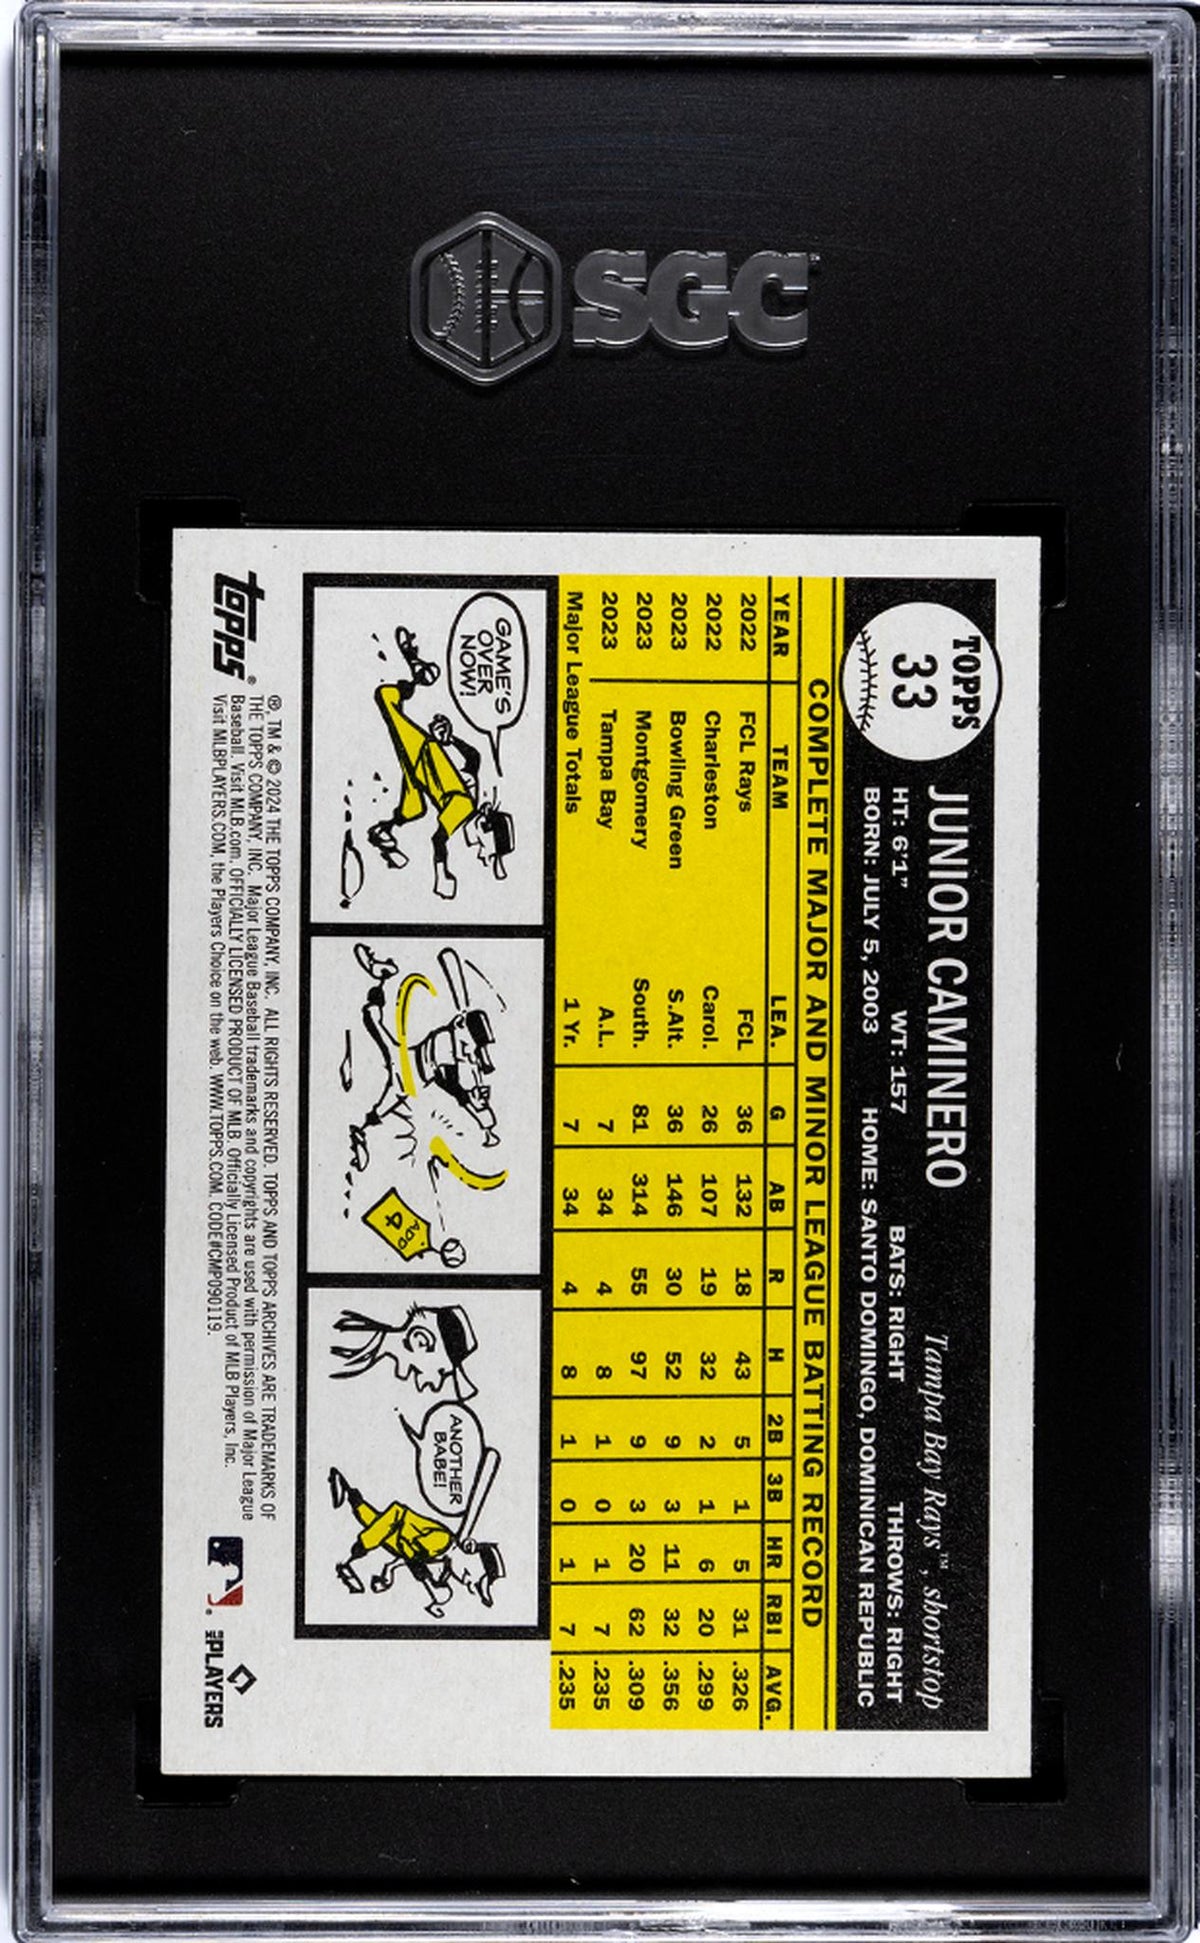 SGC
TOPPS
33
JUNIOR CAMINERO
Tampa Bay Rays™, shortstop
HT: 6'1" WT: 157 BATS: RIGHT THROWS: RIGHT
BORN: JULY 5, 2003 HOME: SANTO DOMINGO, DOMINICAN REPUBLIC
COMPLETE MAJOR AND MINOR LEAGUE BATTING RECORD
YEAR TEAM LEA. G AB R H 2B 3B HR RBI AVG.
2022 FCL Rays FCL 36 132 18 43 5 1 5 31 .326
2022 Charleston Carol. 26 107 19 32 2 1 6 20 .299
2023 Bowling Green S.Alt. 36 146 30 52 9 3 11 32 .356
2023 Montgomery South. 81 314 55 97 9 3 20 62 .309
2023 Tampa Bay A.L. 7 34 4 8 1 0 1 7 .235
Major League Totals 1 Yr. 7 34 4 8 1 0 1 7 .235
GAME'S
OVER
NOW!
ANOTHER
BABE!
topps®
®, TM & © 2024 THE TOPPS COMPANY, INC. ALL RIGHTS RESERVED. TOPPS AND TOPPS ARCHIVES ARE TRADEMARKS OF
THE TOPPS COMPANY, INC. Major League Baseball trademarks and copyrights are used with permission of Major League
Baseball. Visit MLB.com. OFFICIALLY LICENSED PRODUCT OF MLB. Officially Licensed Product of MLB Players, Inc.
Visit MLBPLAYERS.COM, the Players Choice on the web. WWW.TOPPS.COM. CODE#CMP090119.
MLB PLAYERS